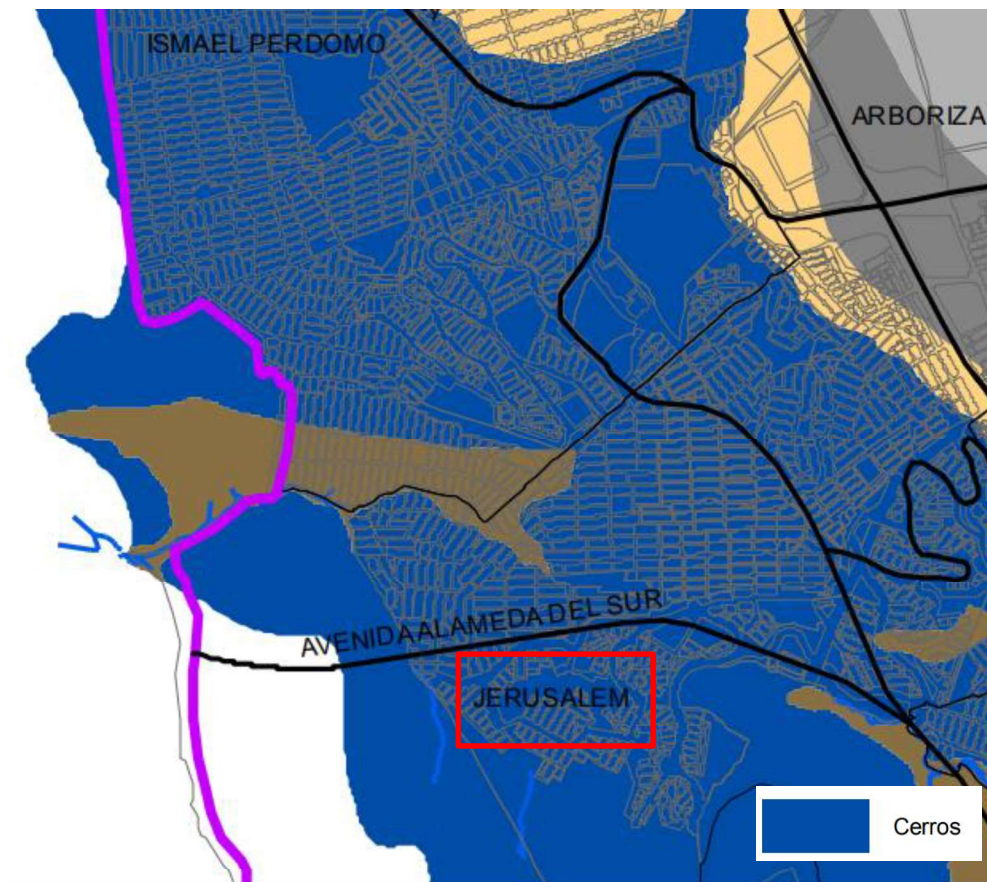 ISMAEL PERDOMO
ARBORIZA
AVENIDA ALAMEDA DEL SUR
JERUSALEM
Cerros